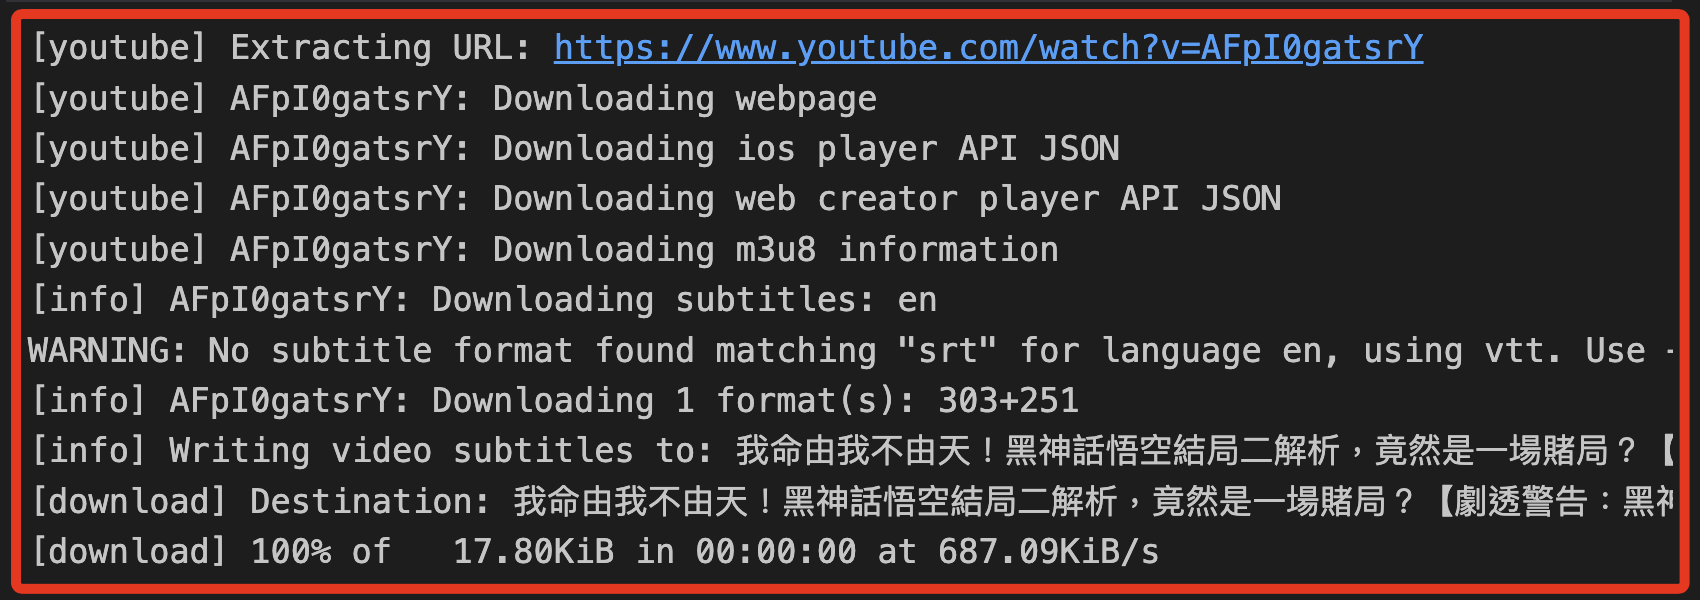 [youtube] Extracting URL: https://www.youtube.com/watch?v=AFpI0gatsrY
[youtube] AFpI0gatsrY: Downloading webpage
[youtube] AFpI0gatsrY: Downloading ios player API JSON
[youtube] AFpI0gatsrY: Downloading web creator player API JSON
[youtube] AFpI0gatsrY: Downloading m3u8 information
[info] AFpI0gatsrY: Downloading subtitles: en
WARNING: No subtitle format found matching "srt" for language en, using vtt. Use -
[info] AFpI0gatsrY: Downloading 1 format(s): 303+251
[info] Writing video subtitles to: 我命由我不由天！黑神話悟空結局二解析，竟然是一場賭局？【
[download] Destination: 我命由我不由天！黑神話悟空結局二解析，竟然是一場賭局？【劇透警告：黑神
[download] 100% of   17.80KiB in 00:00:00 at 687.09KiB/s